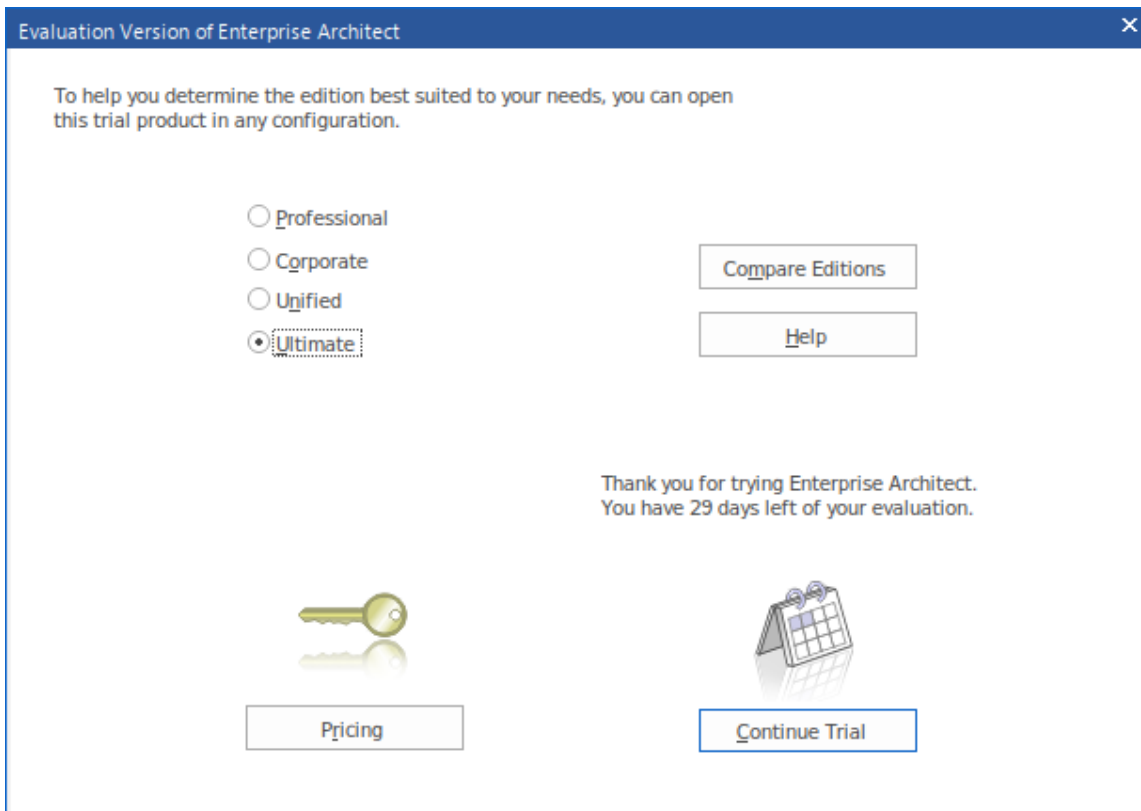 Evaluation Version of Enterprise Architect
To help you determine the edition best suited to your needs, you can open
this trial product in any configuration.
Professional
Corporate
Unified
Ultimate
Compare Editions
Help
Thank you for trying Enterprise Architect.
You have 29 days left of your evaluation.
Pricing
Continue Trial